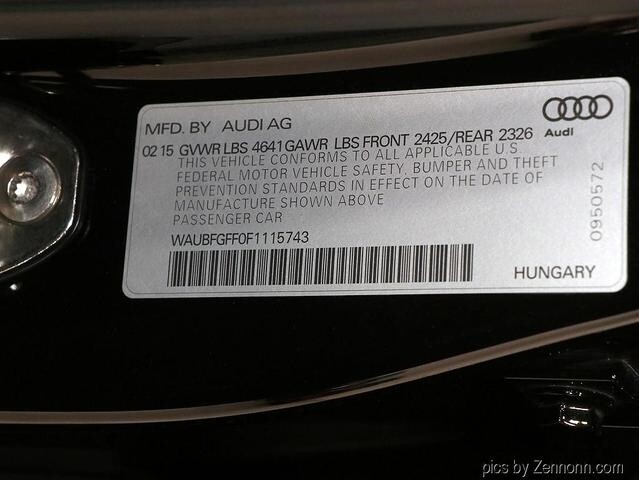 MFD. BY AUDI AG
Audi
02 15 GVWR LBS 4641 GAWR LBS FRONT 2425/REAR 2326
THIS VEHICLE CONFORMS TO ALL APPLICABLE U.S.
FEDERAL MOTOR VEHICLE SAFETY, BUMPER AND THEFT
PREVENTION STANDARDS IN EFFECT ON THE DATE OF
MANUFACTURE SHOWN ABOVE
PASSENGER CAR
WAUBFGFF0F1115743
0950572
HUNGARY
pics by Zennonn.com